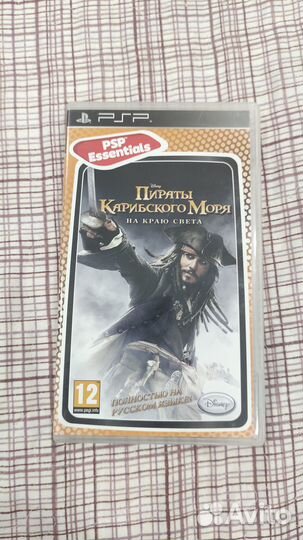 PSP
PSP
Essentials
Disney
ПИРАТЫ
КАРИБСКОГО МОРЯ
НА КРАЮ СВЕТА
12
www.pegi.info
ПОЛНОСТЬЮ НА
РУССКОМ ЯЗЫКЕ
Disney
Avito